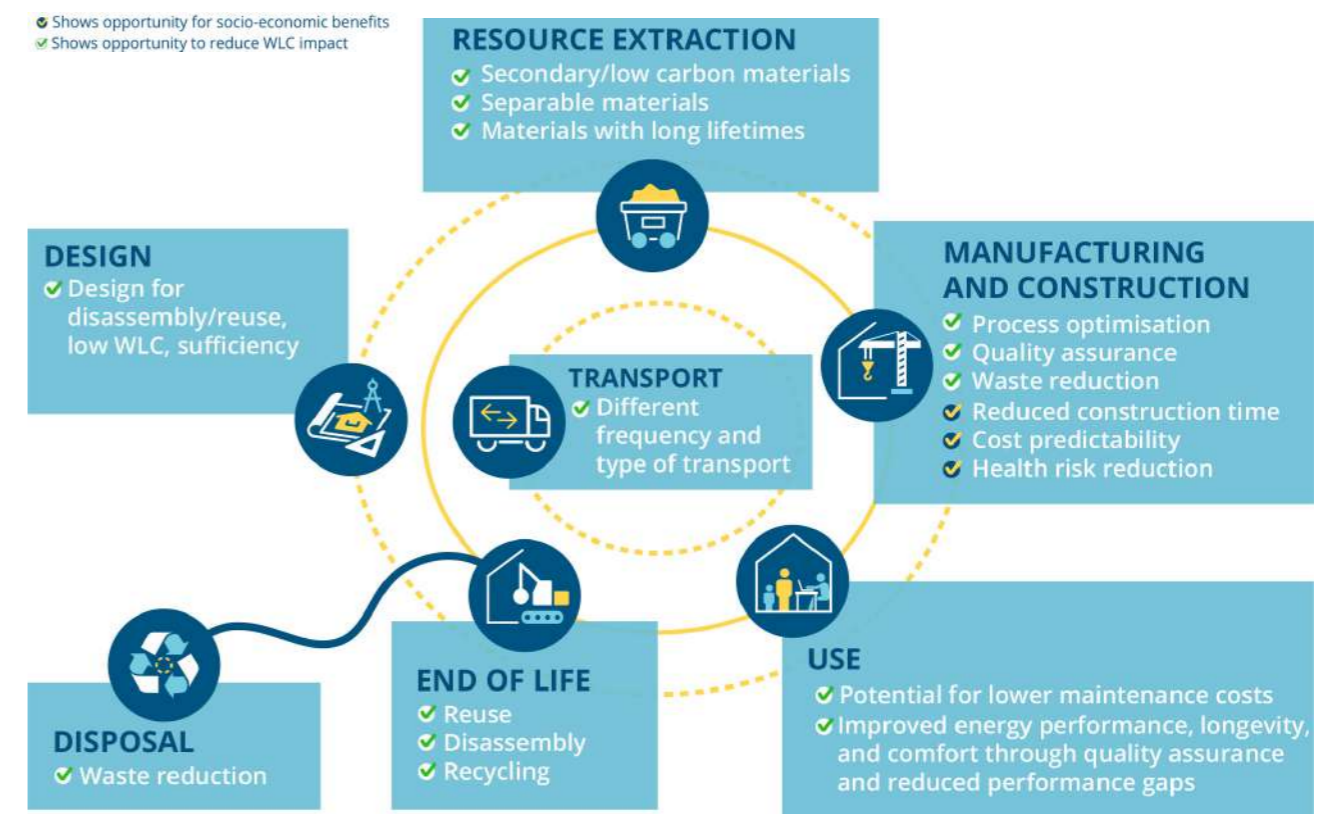 Shows opportunity for socio-economic benefits
Shows opportunity to reduce WLC impact
RESOURCE EXTRACTION
Secondary/low carbon materials
Separable materials
Materials with long lifetimes
DESIGN
Design for
disassembly/reuse,
low WLC, sufficiency
MANUFACTURING
AND CONSTRUCTION
Process optimisation
Quality assurance
Waste reduction
Reduced construction time
Cost predictability
Health risk reduction
TRANSPORT
Different
frequency and
type of transport
USE
Potential for lower maintenance costs
Improved energy performance, longevity,
and comfort through quality assurance
and reduced performance gaps
END OF LIFE
Reuse
Disassembly
Recycling
DISPOSAL
Waste reduction